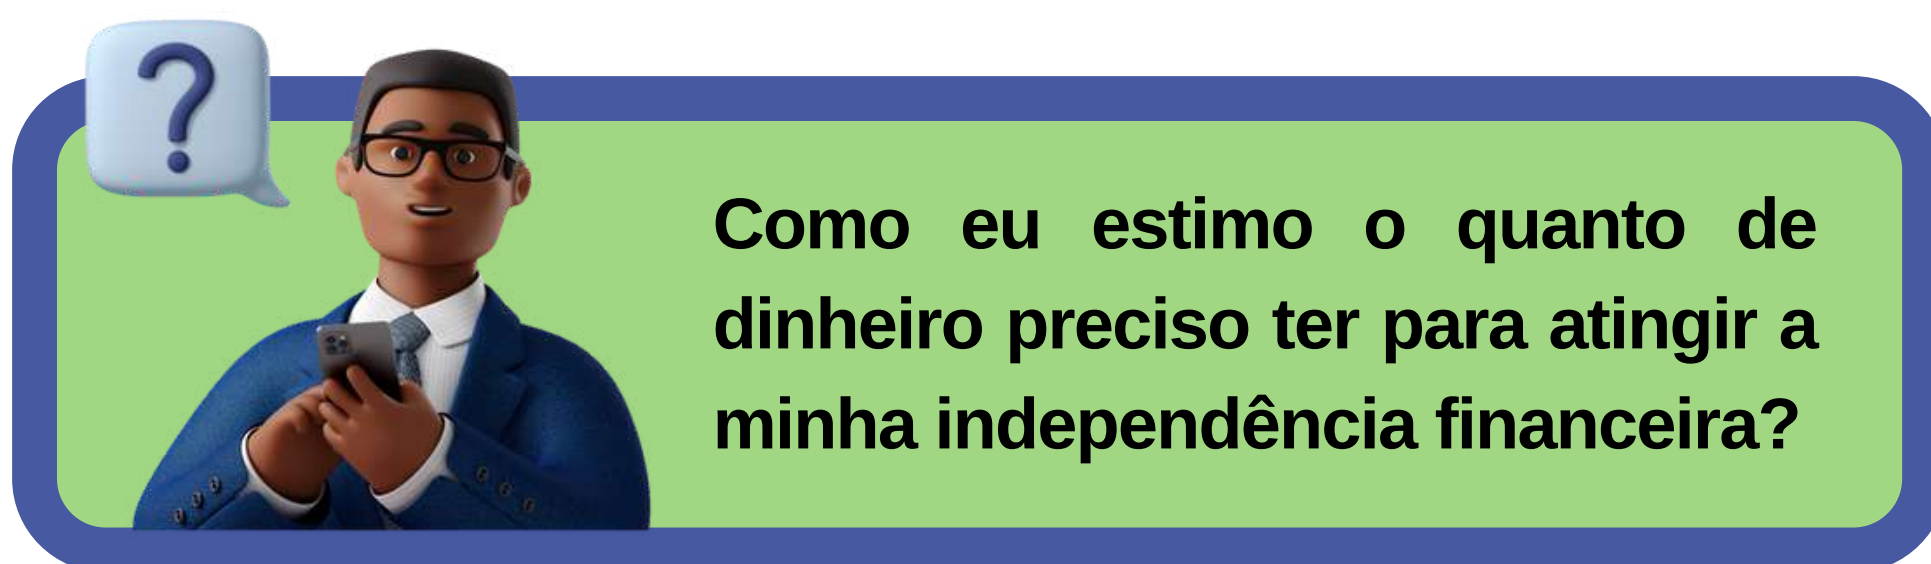 ?
Como eu estimo o quanto de
dinheiro preciso ter para atingir a
minha independência financeira?